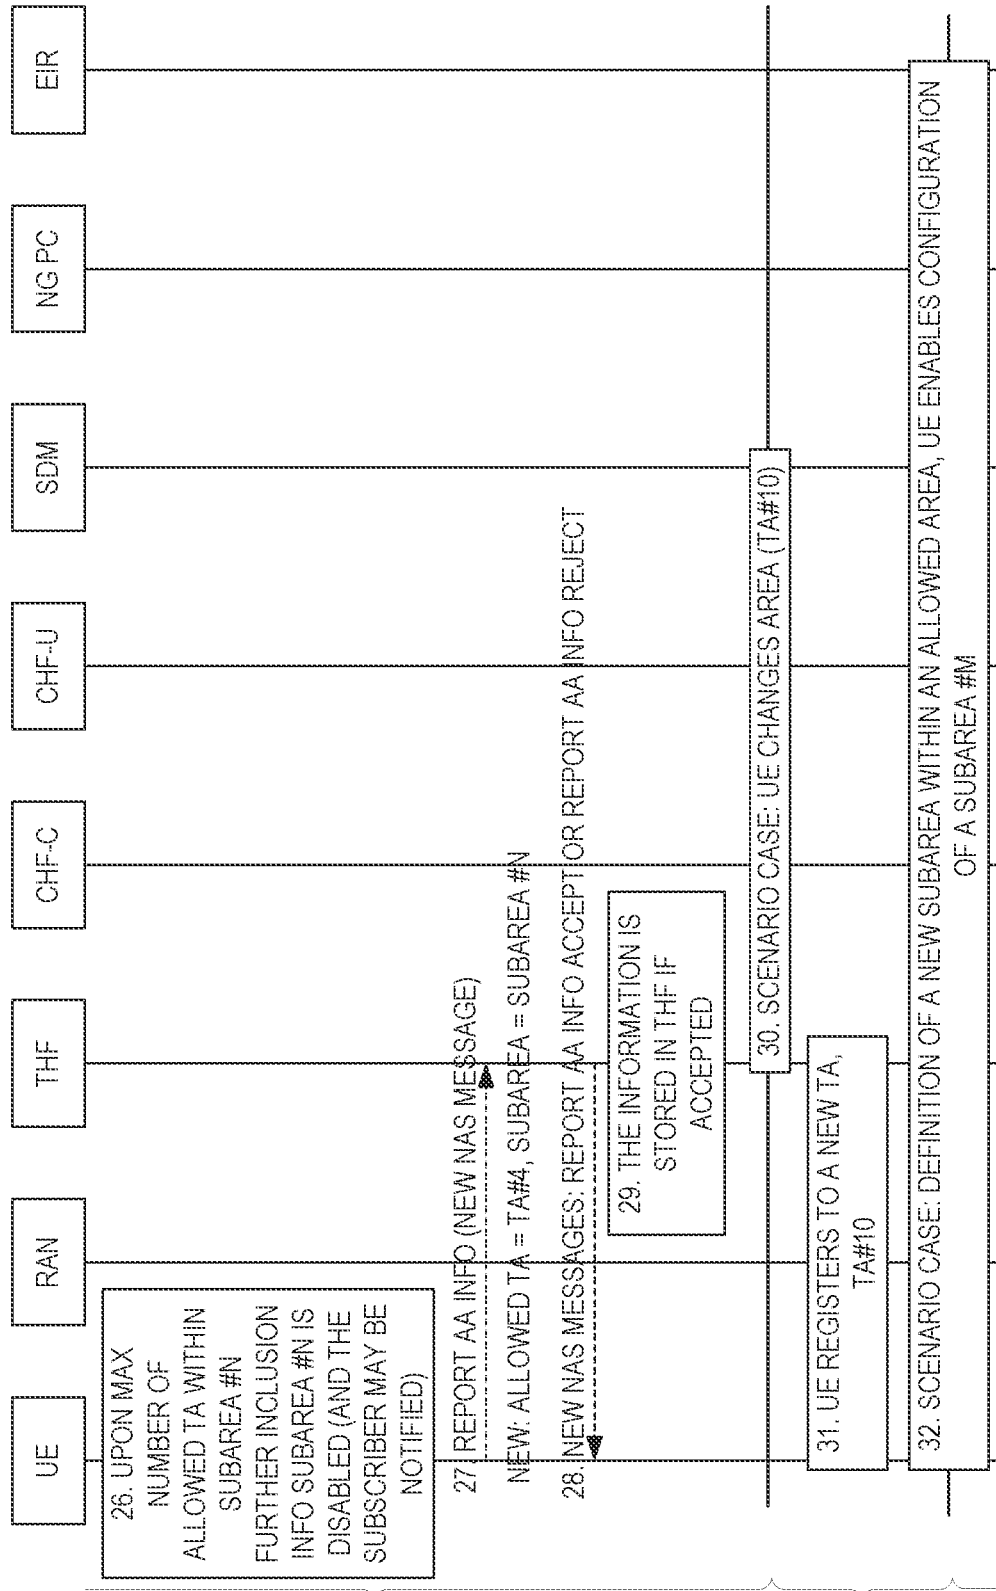 UE
RAN
THF
CHF-C
CHF-U
SDM
NG PC
EIR
26. UPON MAX
NUMBER OF
ALLOWED TA WITHIN
SUBAREA #N
FURTHER INCLUSION
INFO SUBAREA #N IS
DISABLED (AND THE
SUBSCRIBER MAY BE
NOTIFIED)
27. REPORT AA INFO (NEW NAS MESSAGE)
NEW: ALLOWED TA = TA#4, SUBAREA = SUBAREA #N
28. NEW NAS MESSAGES: REPORT AA INFO ACCEPT OR REPORT AA INFO REJECT
29. THE INFORMATION IS
STORED IN THF IF
ACCEPTED
30. SCENARIO CASE: UE CHANGES AREA (TA#10)
31. UE REGISTERS TO A NEW TA,
TA#10
32. SCENARIO CASE: DEFINITION OF A NEW SUBAREA WITHIN AN ALLOWED AREA, UE ENABLES CONFIGURATION
OF A SUBAREA #M